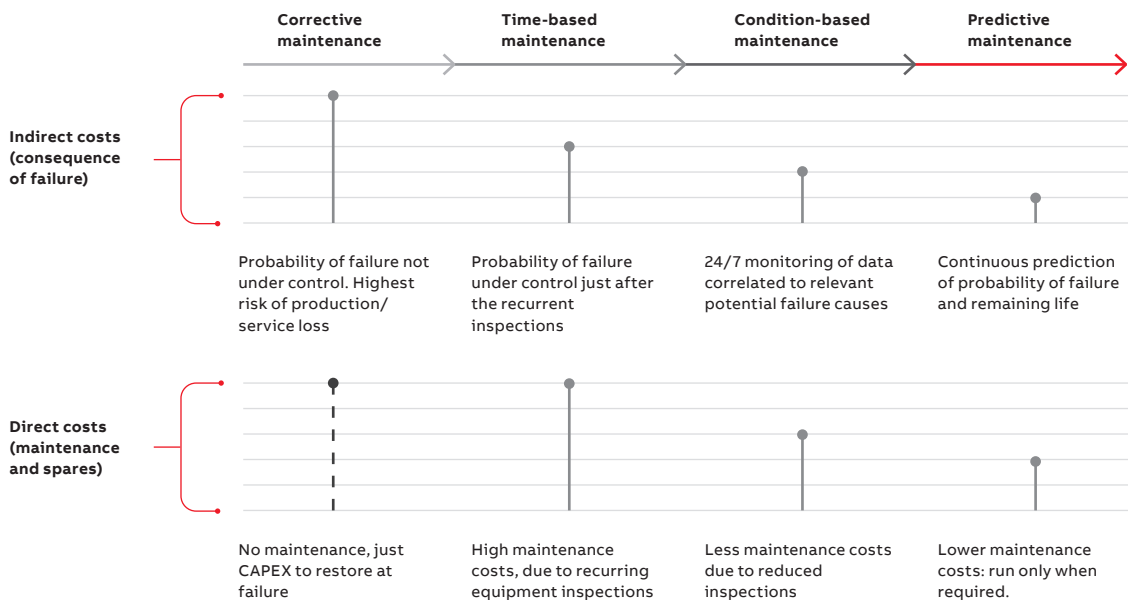 Corrective
maintenance
Time-based
maintenance
Condition-based
maintenance
Predictive
maintenance
Indirect costs
(consequence
of failure)
Probability of failure not
under control. Highest
risk of production/
service loss
Probability of failure
under control just after
the recurrent
inspections
24/7 monitoring of data
correlated to relevant
potential failure causes
Continuous prediction
of probability of failure
and remaining life
Direct costs
(maintenance
and spares)
No maintenance, just
CAPEX to restore at
failure
High maintenance
costs, due to recurring
equipment inspections
Less maintenance costs
due to reduced
inspections
Lower maintenance
costs: run only when
required.